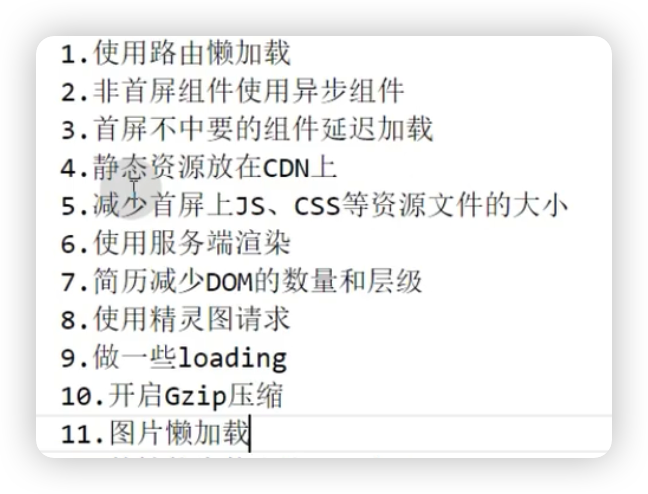 1.使用路由懒加载
2.非首屏组件使用异步组件
3.首屏不中要的组件延迟加载
4.静态资源放在CDN上
5.减少首屏上JS、CSS等资源文件的大小
6.使用服务端渲染
7.简历减少DOM的数量和层级
8.使用精灵图请求
9.做一些loading
10.开启Gzip压缩
11.图片懒加载